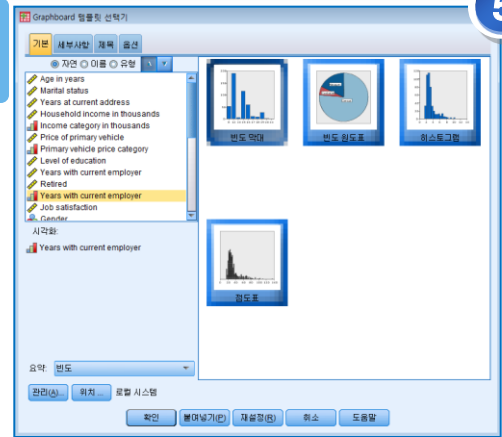 5
Graphboard 템플릿 선택기
기본 세부사항 제목 옵션
자연 이름 유형
Age in years
Marital status
Years at current address
Household income in thousands
Income category in thousands
Price of primary vehicle
Primary vehicle price category
Level of education
Years with current employer
Retired
Years with current employer
Job satisfaction
Gender
시각화:
Years with current employer
빈도 막대
빈도 원도표
히스토그램
점도표
요약: 빈도
관리(A)... 위치 ... 로컬 시스템
확인 붙여넣기(P) 재설정(R) 취소 도움말